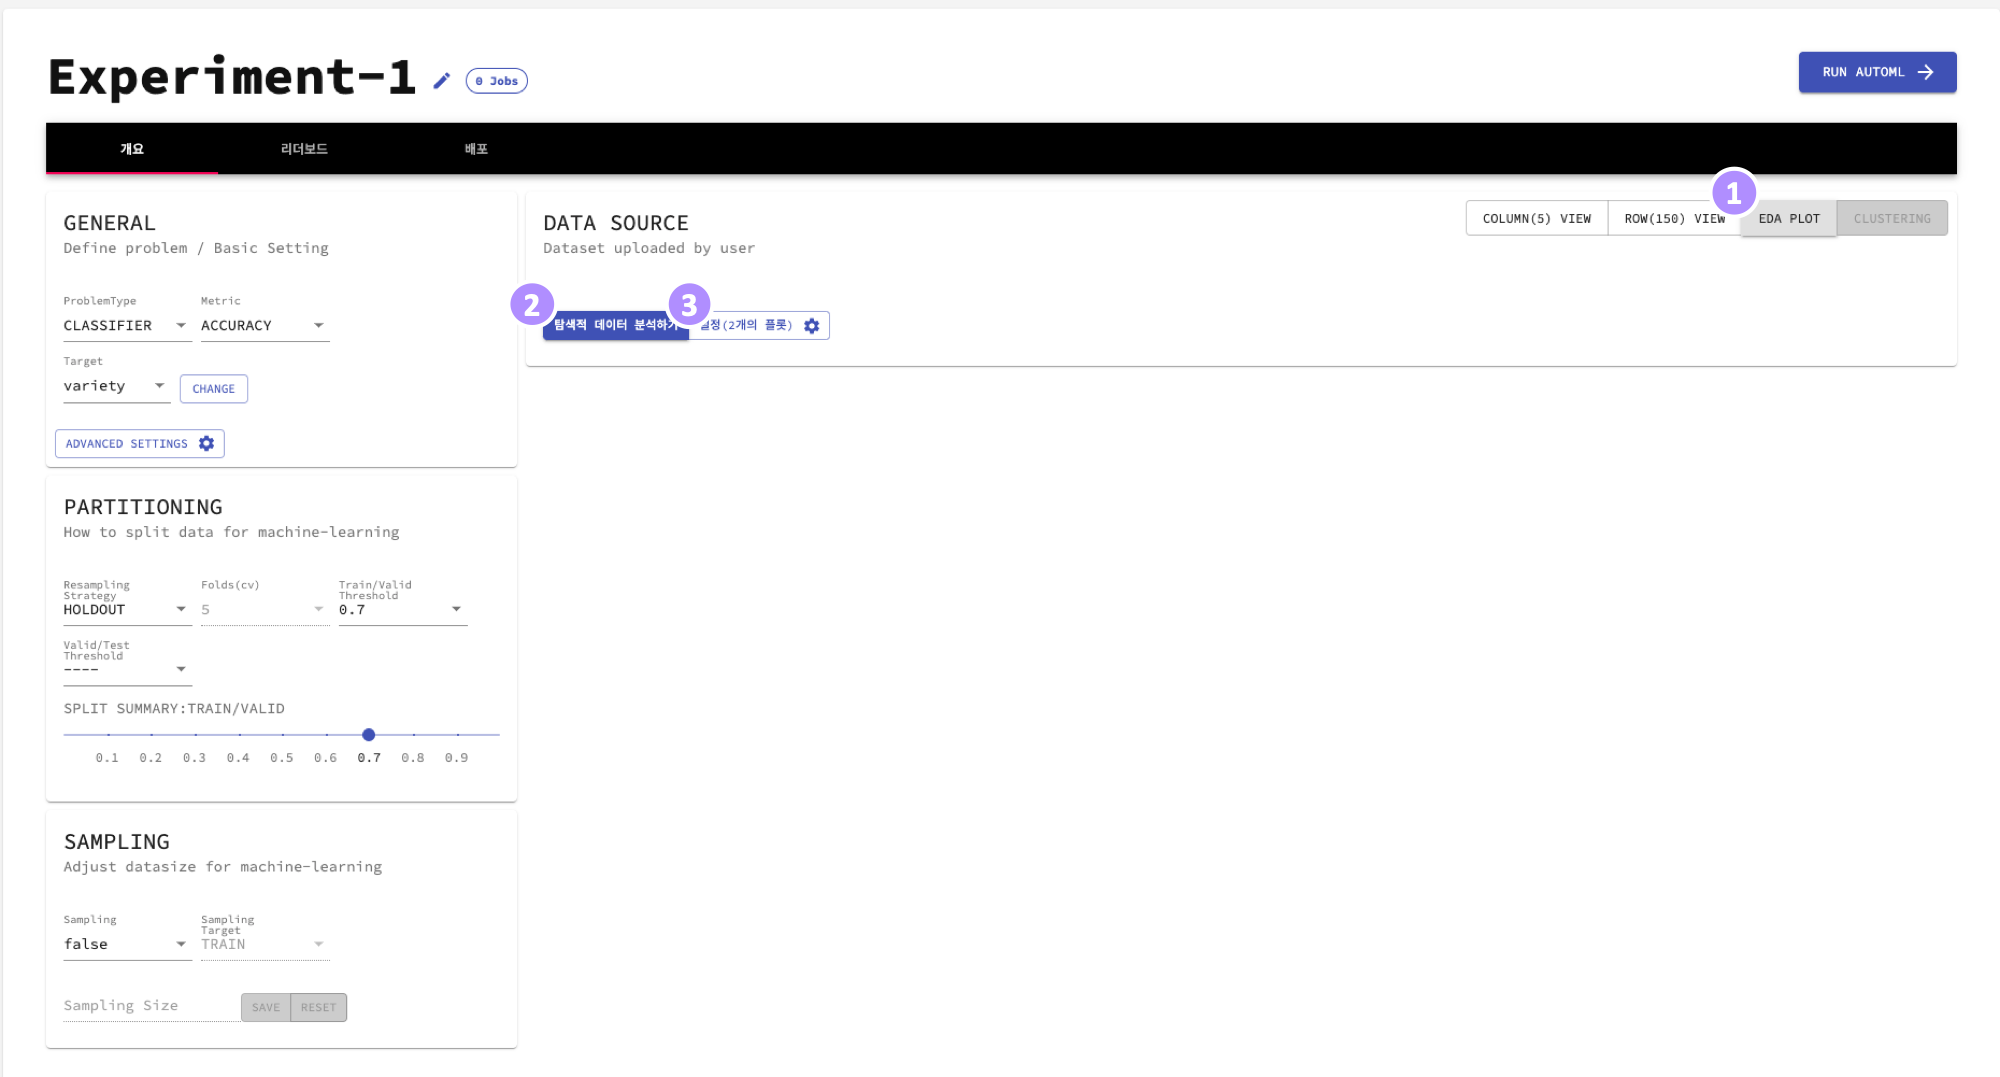 Experiment-1
0 Jobs
RUN AUTOML
개요
리더보드
배포
GENERAL
Define problem / Basic Setting
ProblemType
Metric
CLASSIFIER
ACCURACY
Target
variety
CHANGE
ADVANCED SETTINGS
PARTITIONING
How to split data for machine-learning
Resampling
Strategy
HOLDOUT
Folds(cv)
5
Train/Valid
Threshold
0.7
Valid/Test
Threshold
----
SPLIT SUMMARY:TRAIN/VALID
0.1 0.2 0.3 0.4 0.5 0.6 0.7 0.8 0.9
SAMPLING
Adjust datasize for machine-learning
Sampling
false
Sampling
Target
TRAIN
Sampling Size
SAVE
RESET
DATA SOURCE
Dataset uploaded by user
COLUMN(5) VIEW
ROW(150) VIEW
1
EDA PLOT
CLUSTERING
2
탐색적 데이터 분석하기
3
설정(2개의 플롯)